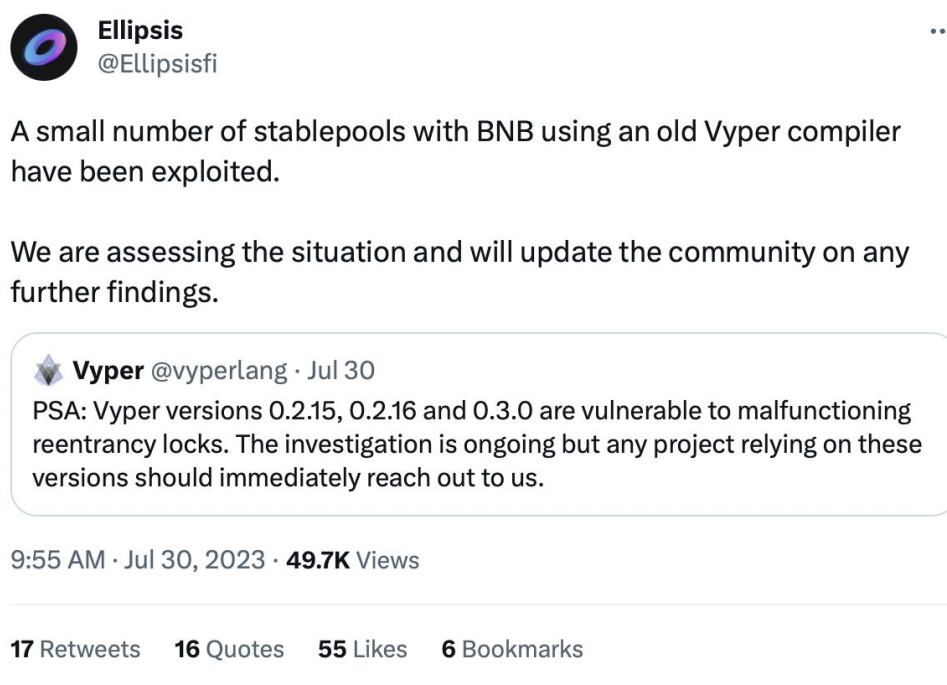 Ellipsis
@Ellipsisfi
A small number of stablepools with BNB using an old Vyper compiler
have been exploited.
We are assessing the situation and will update the community on any
further findings.
Vyper @vyperlang · Jul 30
PSA: Vyper versions 0.2.15, 0.2.16 and 0.3.0 are vulnerable to malfunctioning
reentrancy locks. The investigation is ongoing but any project relying on these
versions should immediately reach out to us.
9:55 AM · Jul 30, 2023 · 49.7K Views
17 Retweets 16 Quotes 55 Likes 6 Bookmarks